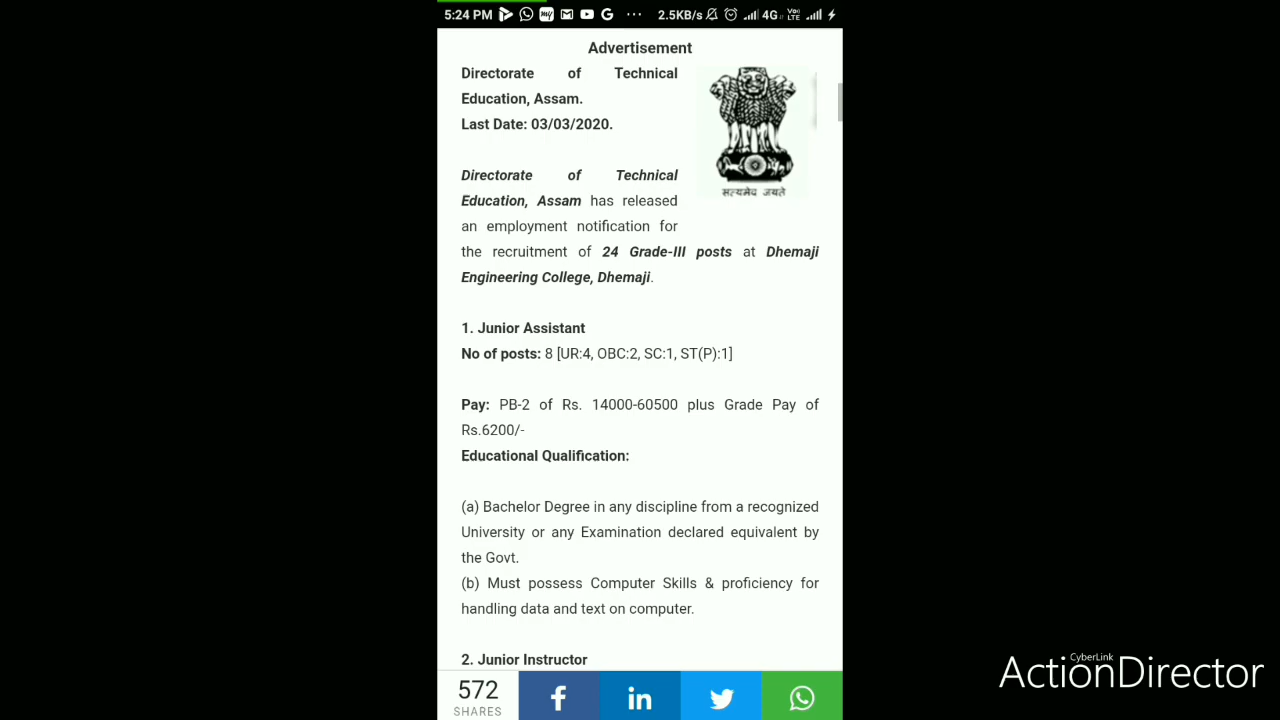 5:24 PM my G ... 2.5KB/s 4G Vo LTE
Advertisement
Directorate of Technical
Education, Assam.
Last Date: 03/03/2020.
सत्यमेव जयते
Directorate of Technical
Education, Assam has released
an employment notification for
the recruitment of 24 Grade-III posts at Dhemaji
Engineering College, Dhemaji.
1. Junior Assistant
No of posts: 8 [UR:4, OBC:2, SC:1, ST(P):1]
Pay: PB-2 of Rs. 14000-60500 plus Grade Pay of
Rs.6200/-
Educational Qualification:
(a) Bachelor Degree in any discipline from a recognized
University or any Examination declared equivalent by
the Govt.
(b) Must possess Computer Skills & proficiency for
handling data and text on computer.
2. Junior Instructor
572
SHARES
f in
CyberLink
ActionDirector